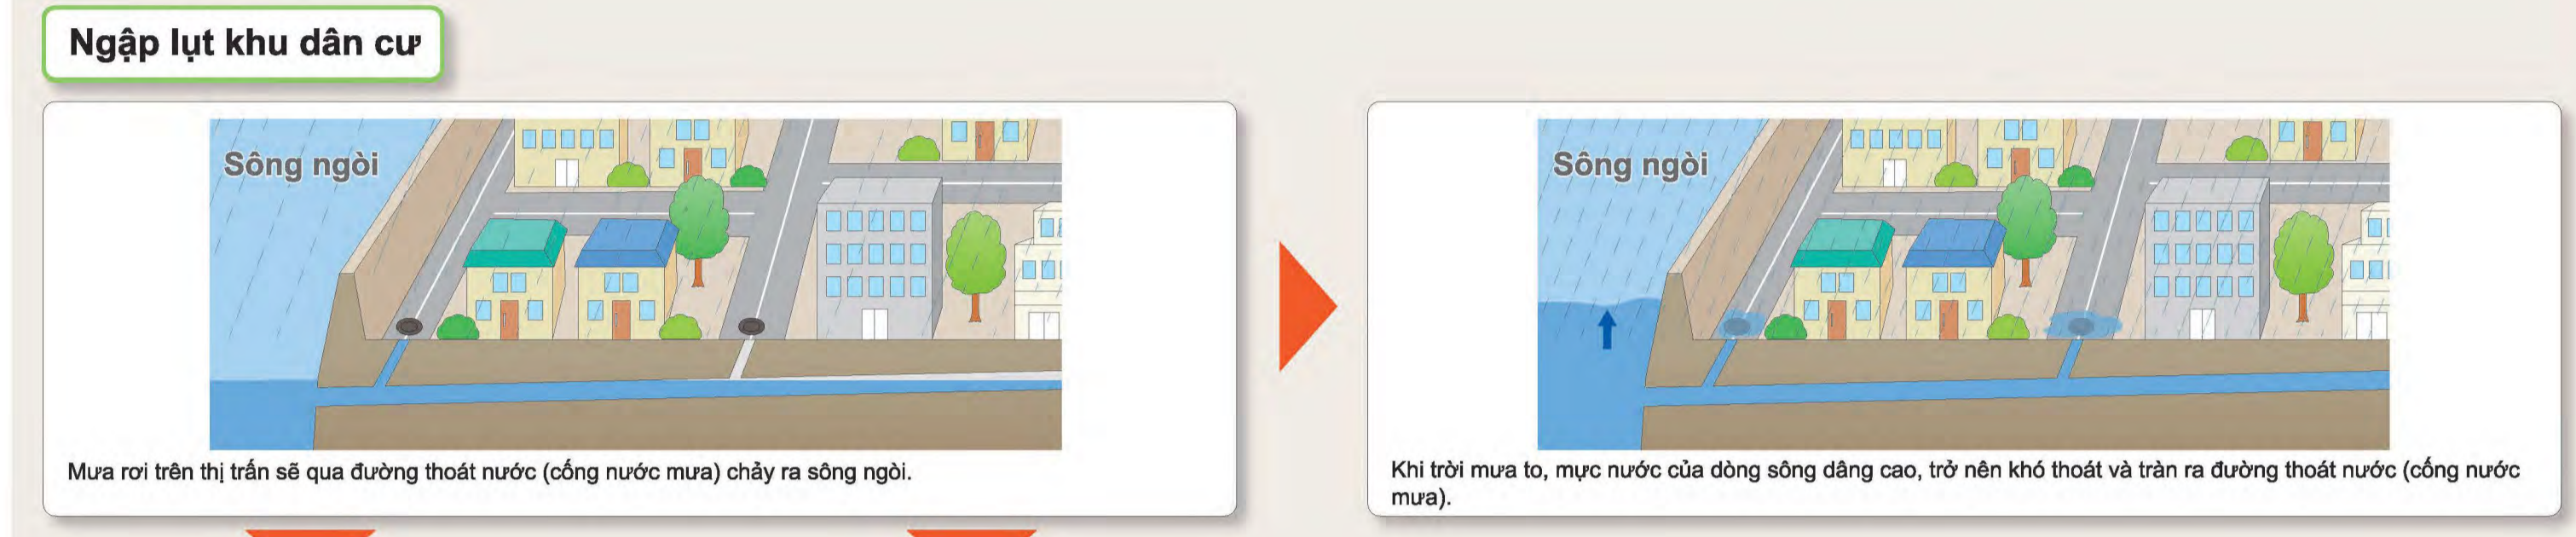 Ngập lụt khu dân cư
Sông ngòi
Mưa rơi trên thị trấn sẽ qua đường thoát nước (cống nước mưa) chảy ra sông ngòi.
Sông ngòi
Khi trời mưa to, mực nước của dòng sông dâng cao, trở nên khó thoát và tràn ra đường thoát nước (cống nước
mưa).